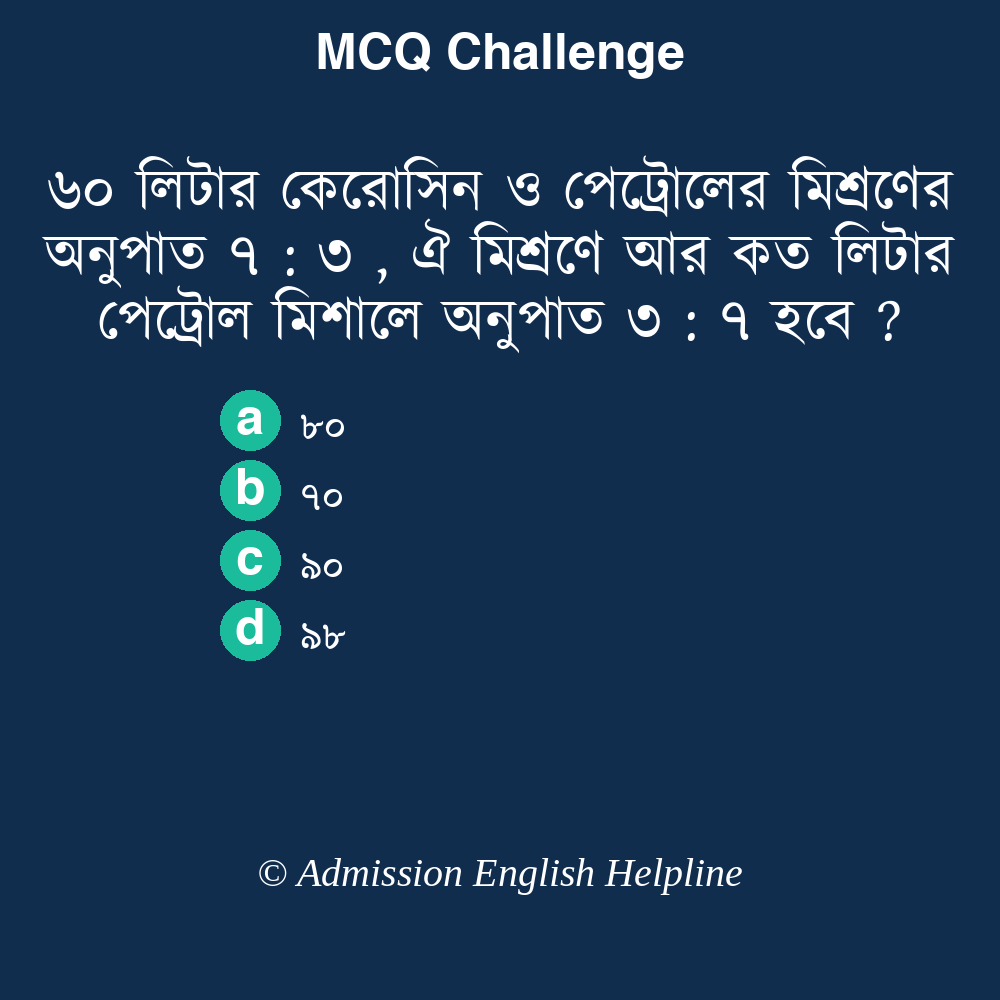 MCQ Challenge
৬০ লিটার কেরোসিন ও পেট্রোলের মিশ্রণের
অনুপাত ৭ : ৩ , ঐ মিশ্রণে আর কত লিটার
পেট্রোল মিশালে অনুপাত ৩ : ৭ হবে ?
a ৮০
b ৭০
c ৯০
d ৯৮
© Admission English Helpline